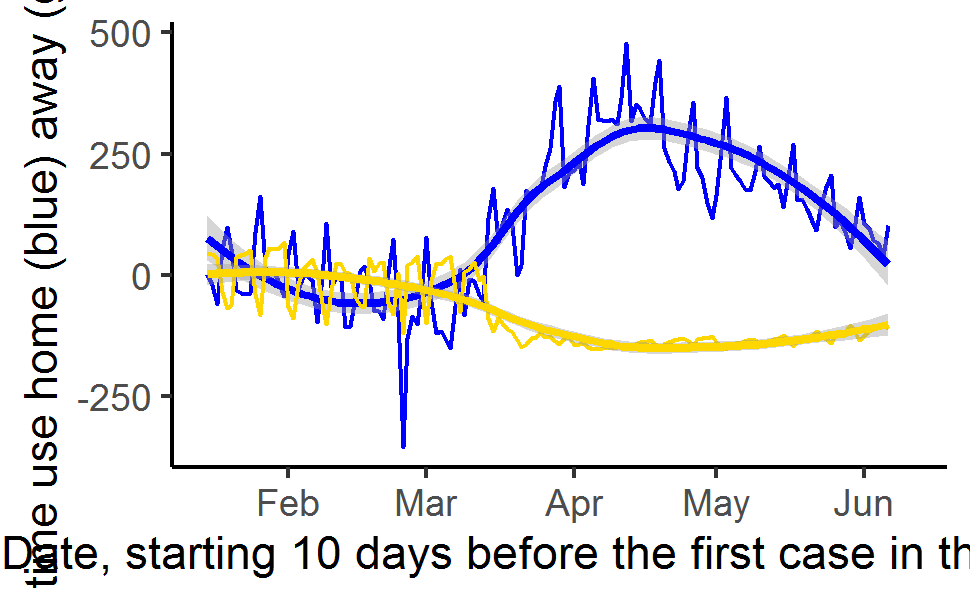 time use home (blue) away (
500
250
0
-250
Feb Mar Apr May Jun
Date, starting 10 days before the first case in th